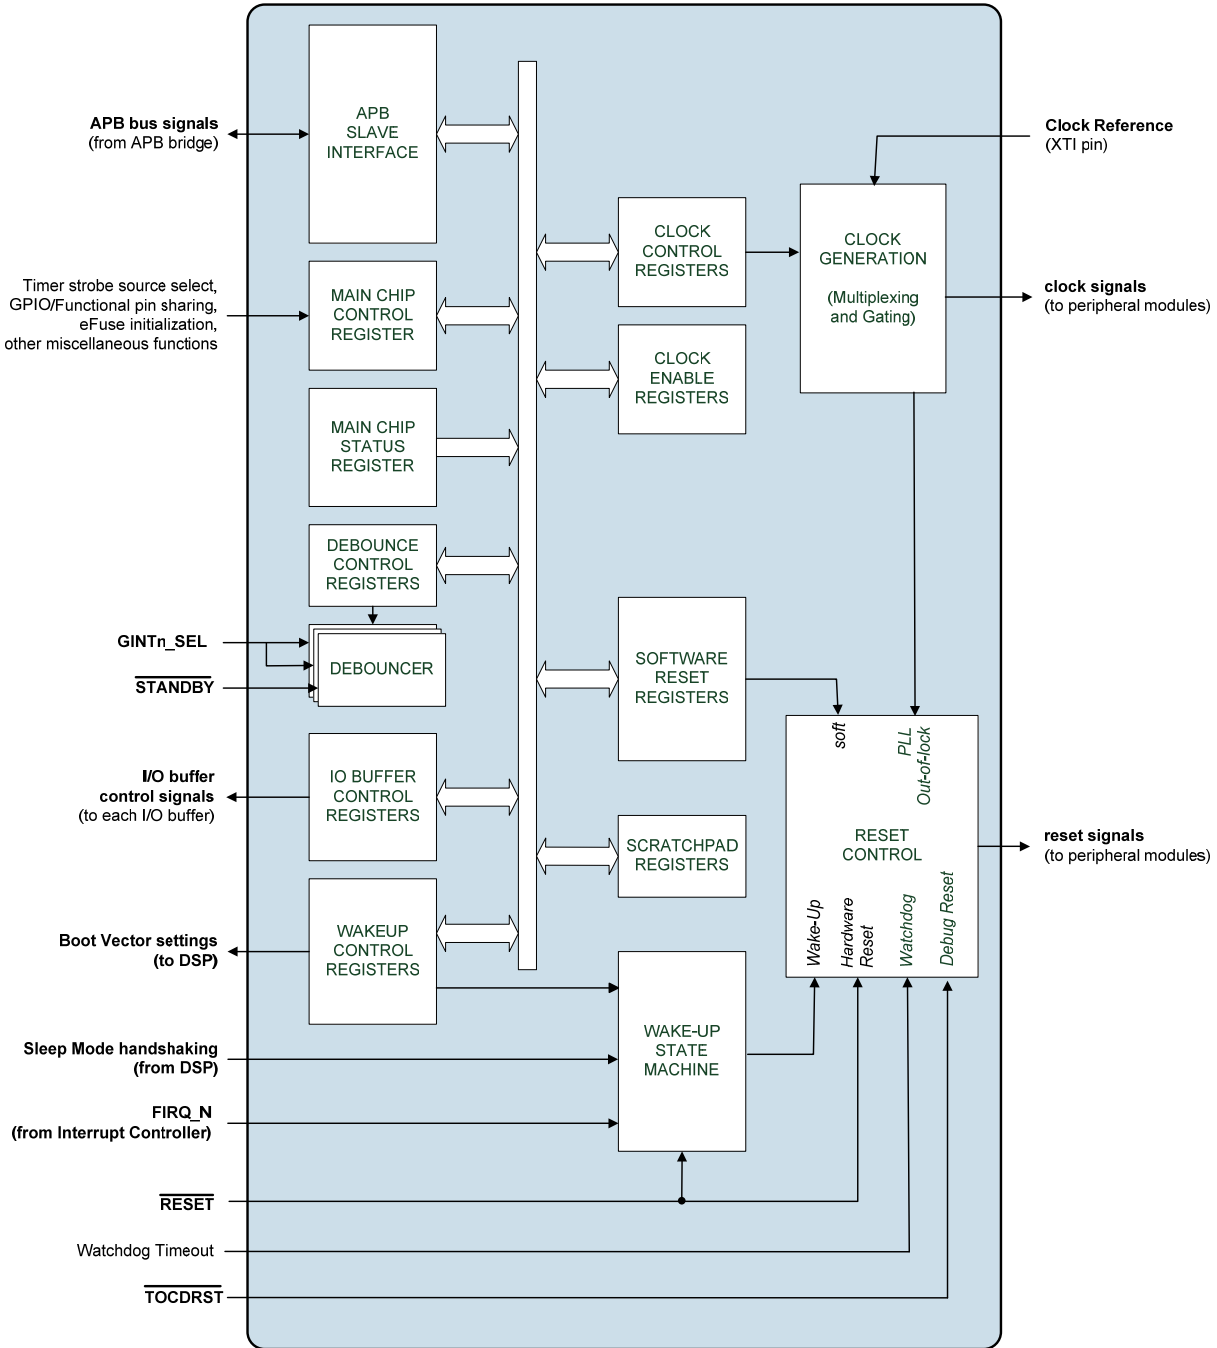 APB bus signals
(from APB bridge)
Timer strobe source select,
GPIO/Functional pin sharing,
eFuse initialization,
other miscellaneous functions
GINTn_SEL
STANDBY
I/O buffer
control signals
(to each I/O buffer)
Boot Vector settings
(to DSP)
Sleep Mode handshaking
(from DSP)
FIRQ_N
(from Interrupt Controller)
RESET
Watchdog Timeout
TOCDRST
APB
SLAVE
INTERFACE
MAIN CHIP
CONTROL
REGISTER
MAIN CHIP
STATUS
REGISTER
DEBOUNCE
CONTROL
REGISTERS
DEBOUNCER
IO BUFFER
CONTROL
REGISTERS
WAKEUP
CONTROL
REGISTERS
CLOCK
CONTROL
REGISTERS
CLOCK
ENABLE
REGISTERS
SOFTWARE
RESET
REGISTERS
SCRATCHPAD
REGISTERS
WAKE-UP
STATE
MACHINE
CLOCK
GENERATION
(Multiplexing
and Gating)
soft
PLL
Out-of-lock
RESET
CONTROL
Wake-Up
Hardware
Reset
Watchdog
Debug Reset
Clock Reference
(XTI pin)
clock signals
(to peripheral modules)
reset signals
(to peripheral modules)